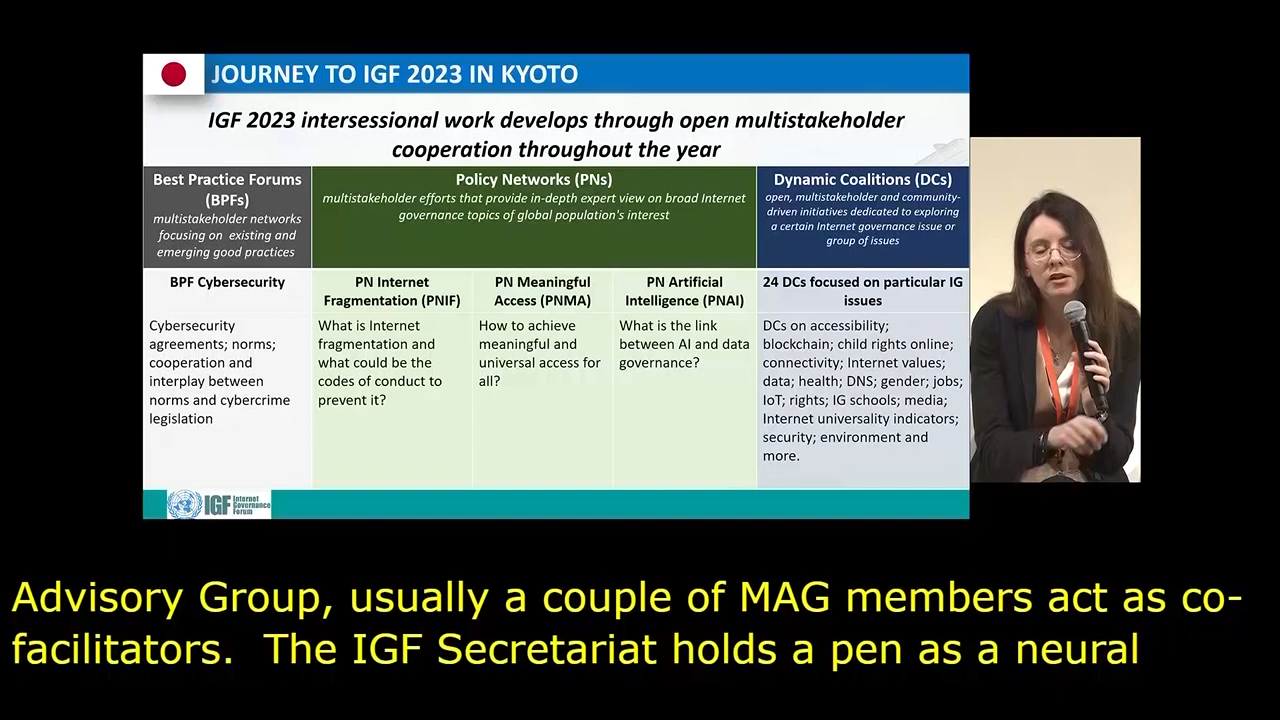 JOURNEY TO IGF 2023 IN KYOTO
IGF 2023 intersessional work develops through open multistakeholder
cooperation throughout the year
Best Practice Forums
(BPFs)
multistakeholder networks
focusing on existing and
emerging good practices
Policy Networks (PNs)
multistakeholder efforts that provide in-depth expert view on broad Internet
governance topics of global population's interest
Dynamic Coalitions (DCs)
open, multistakeholder and community-
driven initiatives dedicated to exploring
a certain Internet governance issue or
group of issues
BPF Cybersecurity
PN Internet
Fragmentation (PNIF)
PN Meaningful
Access (PNMA)
PN Artificial
Intelligence (PNAI)
24 DCs focused on particular IG
issues
Cybersecurity
agreements; norms;
cooperation and
interplay between
norms and cybercrime
legislation
What is Internet
fragmentation and
what could be the
codes of conduct to
prevent it?
How to achieve
meaningful and
universal access for
all?
What is the link
between AI and data
governance?
DCs on accessibility;
blockchain; child rights online;
connectivity; Internet values;
data; health; DNS; gender; jobs;
IoT; rights; IG schools; media;
Internet universality indicators;
security; environment and
more.
IGF
Internet
Governance
Forum
Advisory Group, usually a couple of MAG members act as co-
facilitators.  The IGF Secretariat holds a pen as a neural